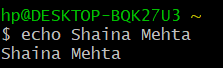 hp@DESKTOP-BQK27U3 ~
$ echo Shaina Mehta
Shaina Mehta